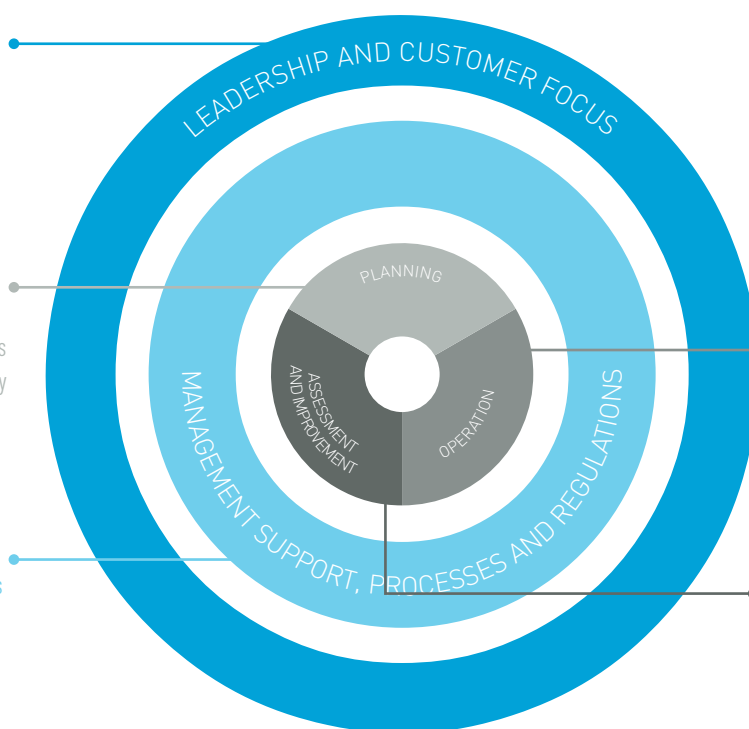 LEADERSHIP AND CUSTOMER FOCUS
PLANNING
s
y
ASSESSMENT
AND IMPROVEMENT
OPERATION
MANAGEMENT SUPPORT, PROCESSES AND REGULATIONS
s